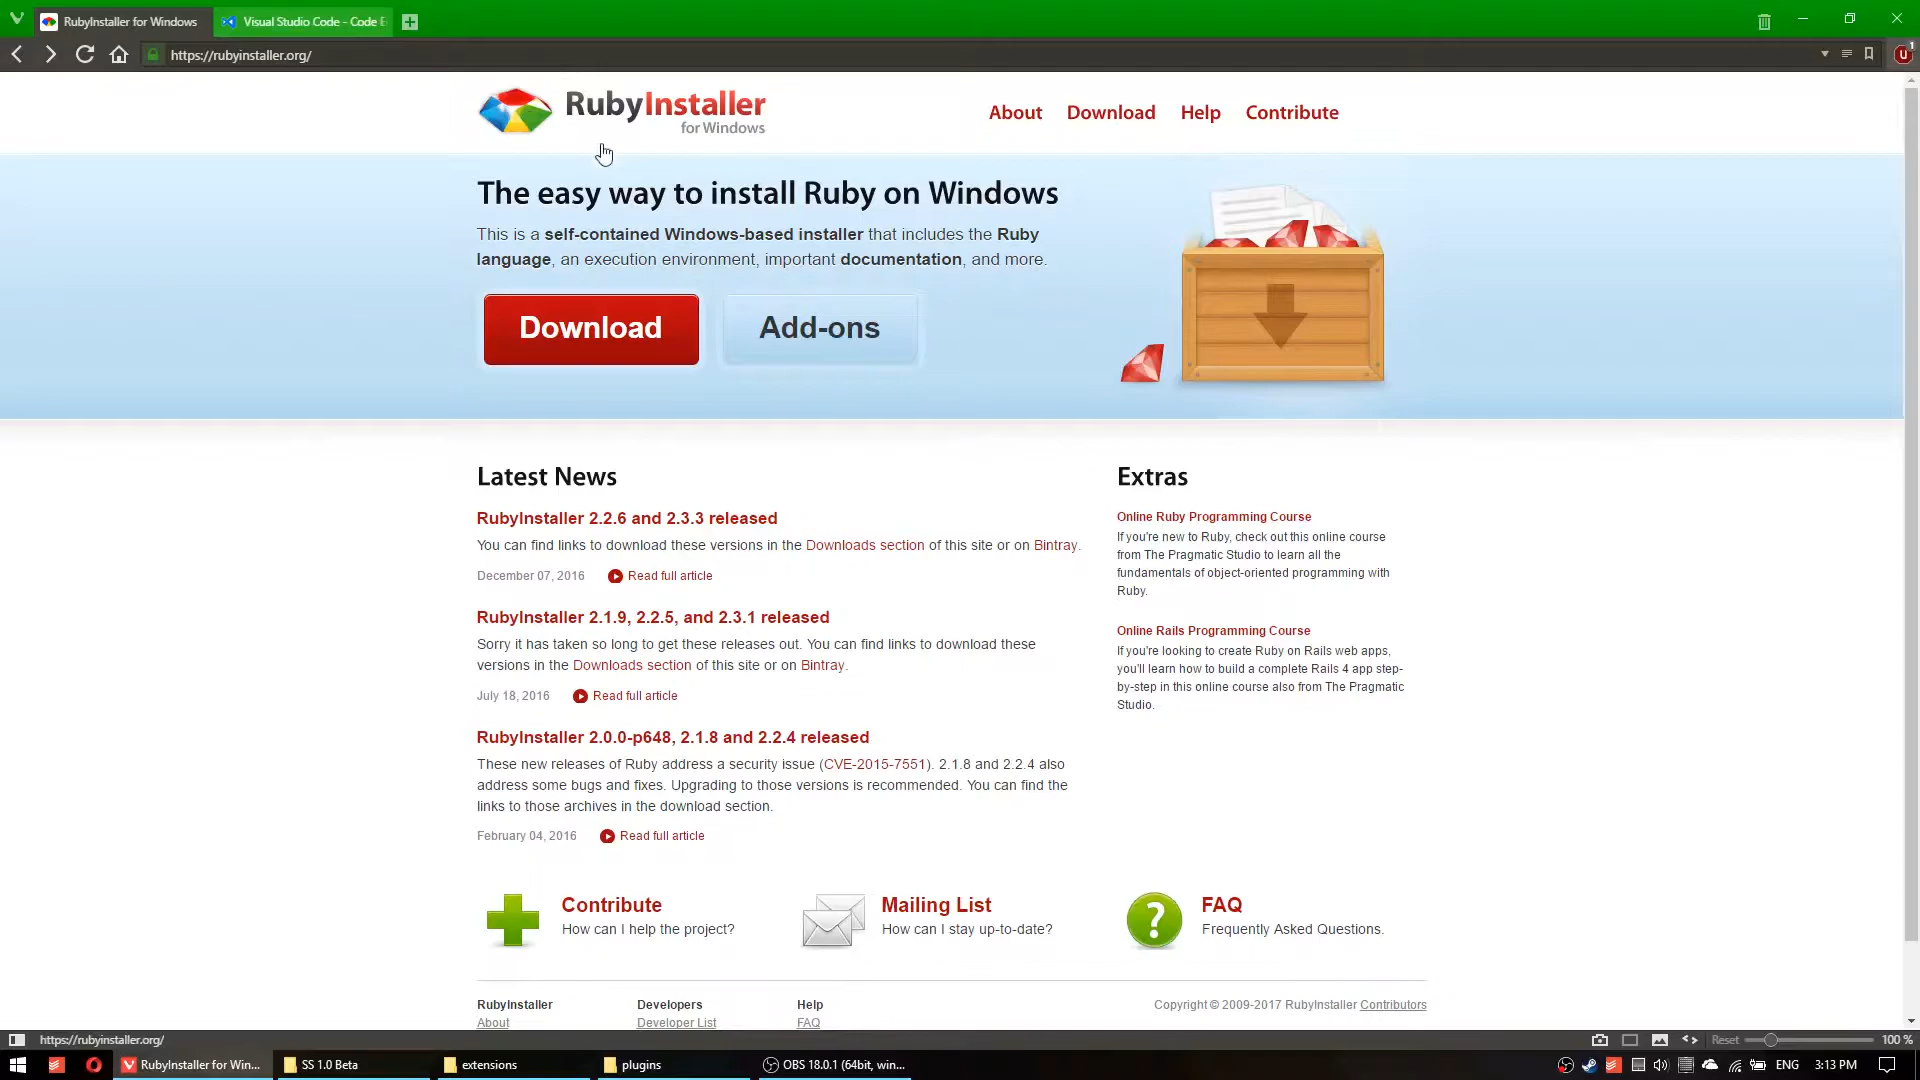 RubyInstaller for Windows
Visual Studio Code - Code E
https://rubyinstaller.org/
RubyInstaller
for Windows
About
Download
Help
Contribute
The easy way to install Ruby on Windows
This is a self-contained Windows-based installer that includes the Ruby
language, an execution environment, important documentation, and more.
Download
Add-ons
Latest News
RubyInstaller 2.2.6 and 2.3.3 released
You can find links to download these versions in the Downloads section of this site or on Bintray.
December 07, 2016
Read full article
RubyInstaller 2.1.9, 2.2.5, and 2.3.1 released
Sorry it has taken so long to get these releases out. You can find links to download these
versions in the Downloads section of this site or on Bintray.
July 18, 2016
Read full article
RubyInstaller 2.0.0-p648, 2.1.8 and 2.2.4 released
These new releases of Ruby address a security issue (CVE-2015-7551). 2.1.8 and 2.2.4 also
address some bugs and fixes. Upgrading to those versions is recommended. You can find the
links to those archives in the download section.
February 04, 2016
Read full article
Extras
Online Ruby Programming Course
If you're new to Ruby, check out this online course
from The Pragmatic Studio to learn all the
fundamentals of object-oriented programming with
Ruby.
Online Rails Programming Course
If you're looking to create Ruby on Rails web apps,
you'll learn how to build a complete Rails 4 app step-
by-step in this online course also from The Pragmatic
Studio.
Contribute
How can I help the project?
Mailing List
How can I stay up-to-date?
FAQ
Frequently Asked Questions.
RubyInstaller
About
Developers
Developer List
Help
FAQ
Copyright © 2009-2017 RubyInstaller Contributors
https://rubyinstaller.org/
Reset
100 %
RubyInstaller for Win...
SS 1.0 Beta
extensions
plugins
OBS 18.0.1 (64bit, win...
ENG
3:13 PM